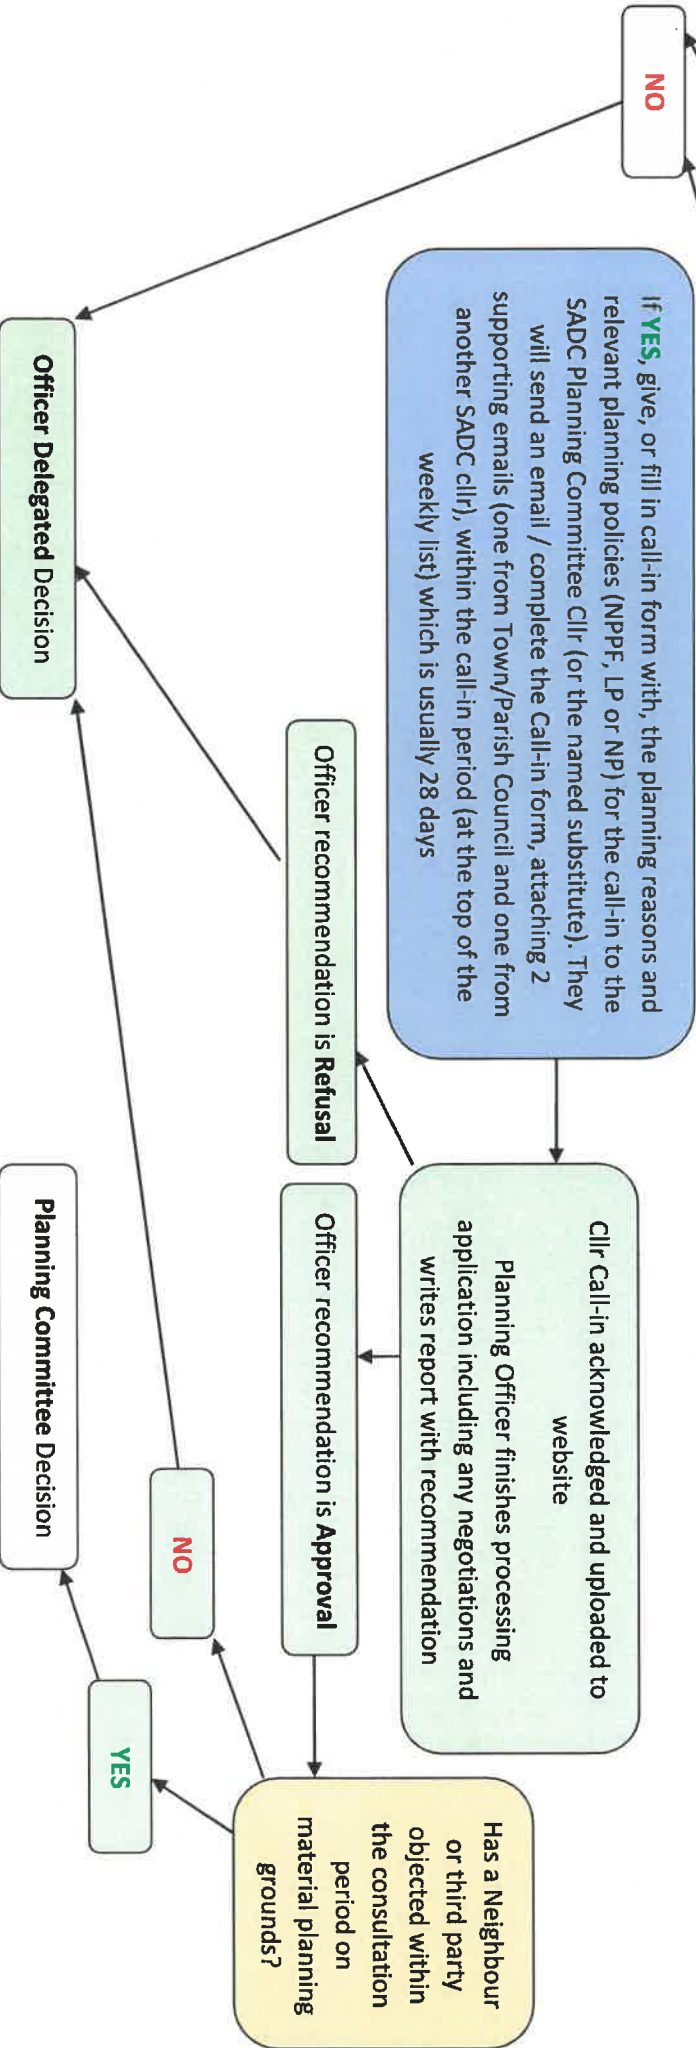 NO
If YES, give, or fill in call-in form with, the planning reasons and
relevant planning policies (NPPF, LP or NP) for the call-in to the
SADC Planning Committee Cllr (or the named substitute). They
will send an email / complete the Call-in form, attaching 2
supporting emails (one from Town/Parish Council and one from
another SADC cllr), within the call-in period (at the top of the
weekly list) which is usually 28 days
Cllr Call-in acknowledged and uploaded to
website
Planning Officer finishes processing
application including any negotiations and
writes report with recommendation
Officer recommendation is Refusal
Officer recommendation is Approval
Has a Neighbour
or third party
objected within
the consultation
period on
material planning
grounds?
NO
YES
Officer Delegated Decision
Planning Committee Decision